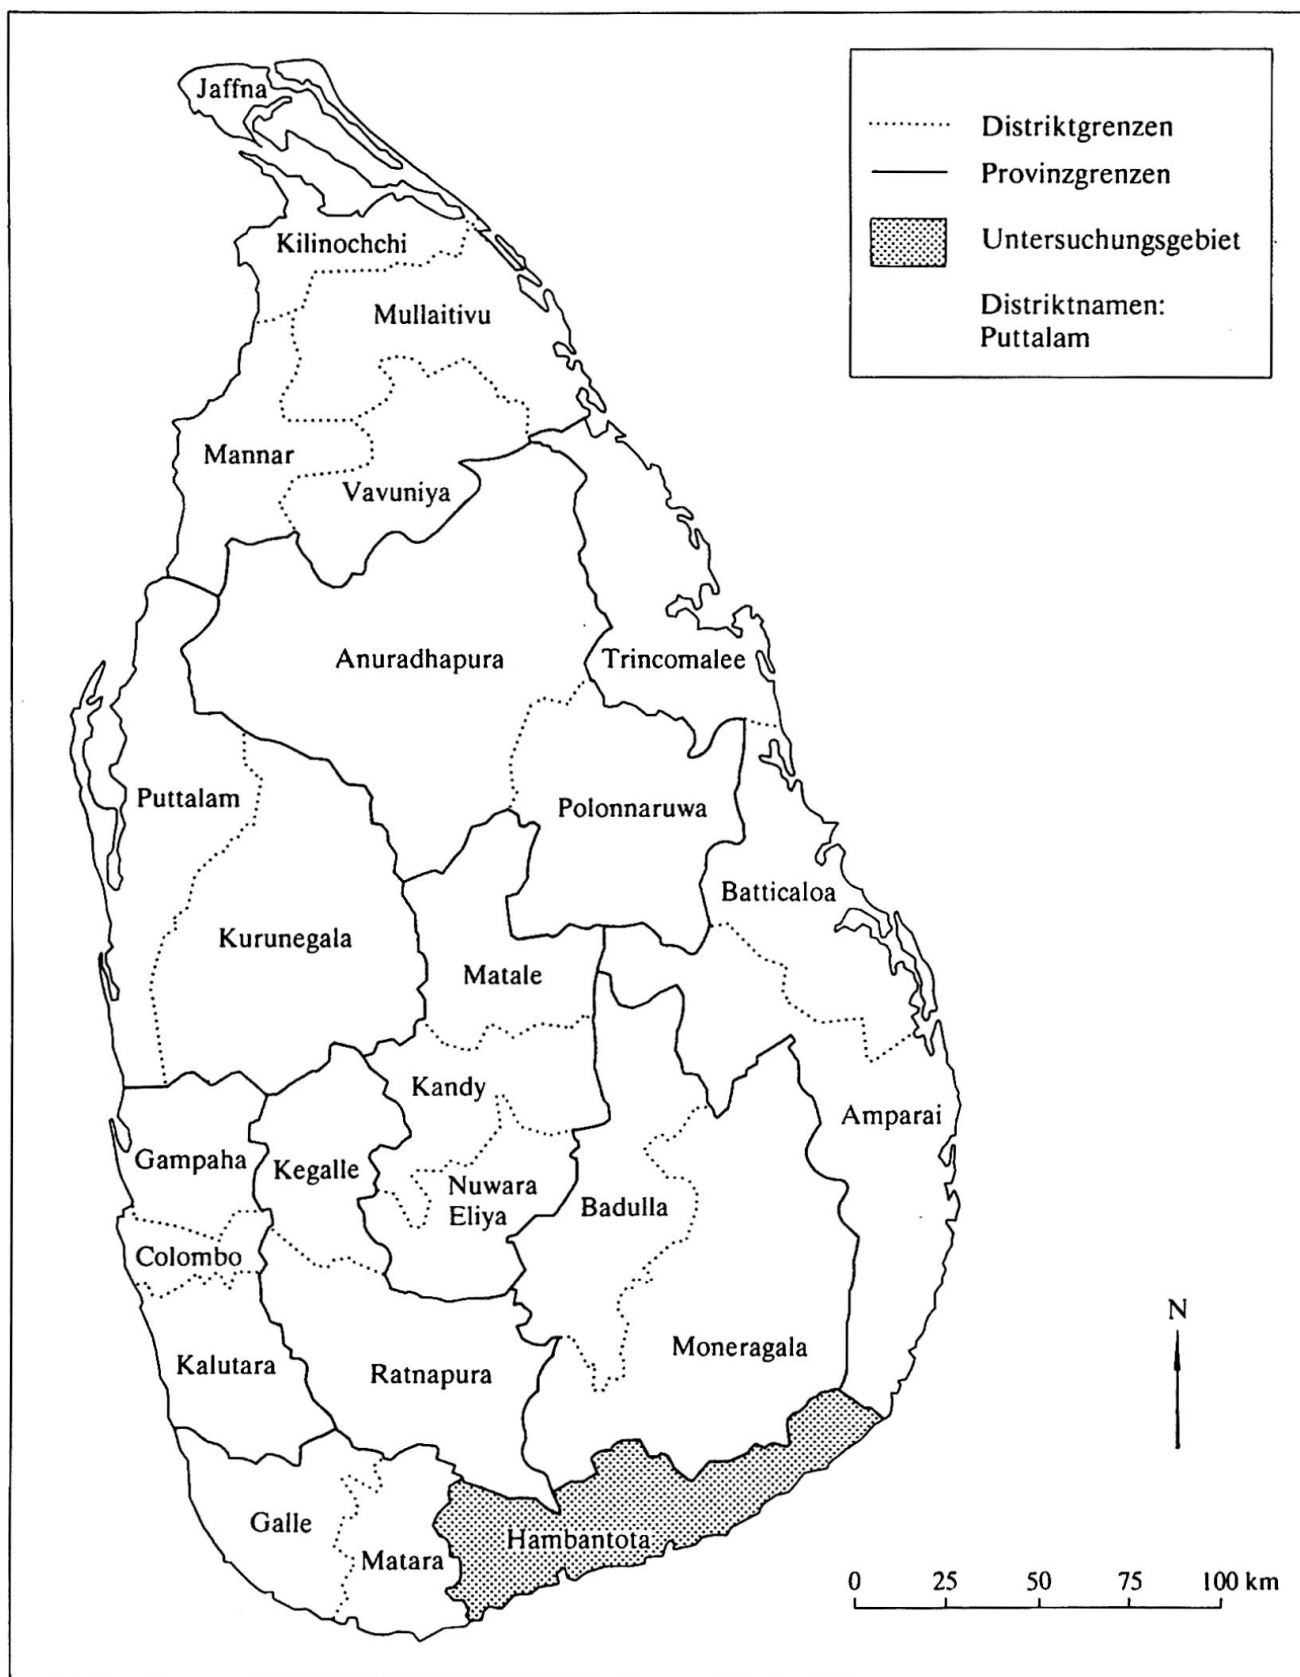 Jaffna
Distriktgrenzen
Provinzgrenzen
Untersuchungsgebiet
Distriktnamen:
Puttalam
Kilinochchi
Mullaitivu
Mannar
Vavuniya
Anuradhapura
Trincomalee
Puttalam
Polonnaruwa
Batticaloa
Kurunegala
Matale
Kandy
Amparai
Gampaha
Kegalle
Nuwara
Eliya
Badulla
Colombo
N
Moneragala
Kalutara
Ratnapura
Galle
Hambantota
Matara
0 25 50 75 100 km